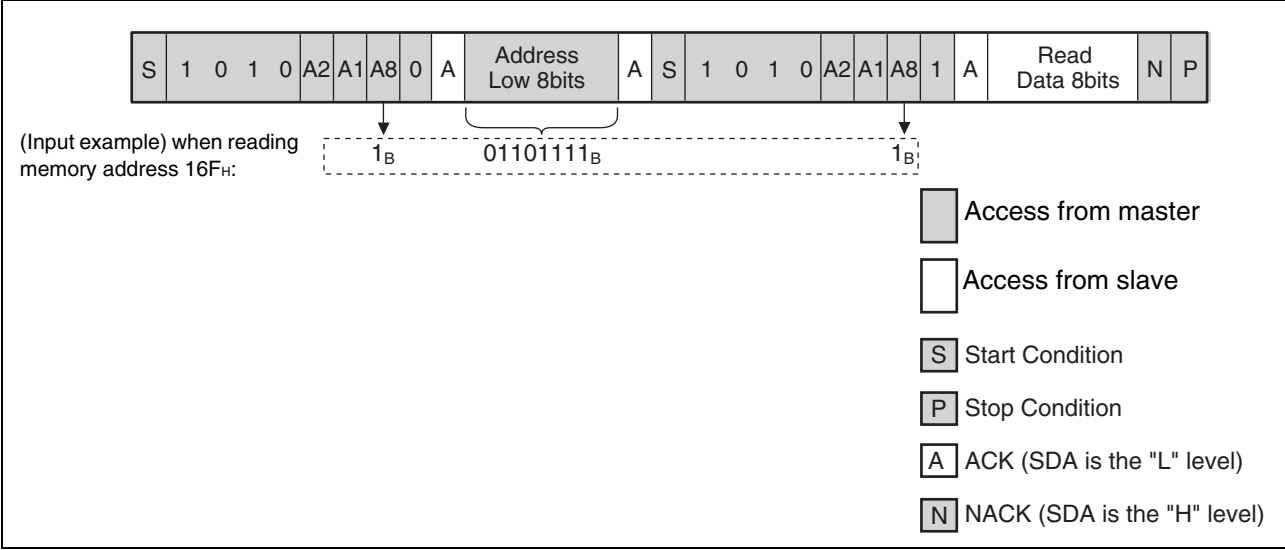 S 1 0 1 0 A2 A1 A8 0 A Address Low 8bits A S 1 0 1 0 A2 A1 A8 1 A Read Data 8bits N P
(Input example) when reading
memory address 16FH:
1B 01101111B 1B
Access from master
Access from slave
S Start Condition
P Stop Condition
A ACK (SDA is the "L" level)
N NACK (SDA is the "H" level)